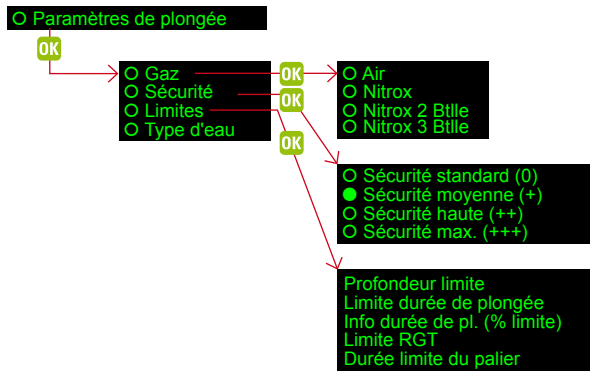 Paramètres de plongée
OK
Gaz
Sécurité
Limites
Type d'eau
OK
OK
OK
Air
Nitrox
Nitrox 2 Btlle
Nitrox 3 Btlle
Sécurité standard (0)
Sécurité moyenne (+)
Sécurité haute (++)
Sécurité max. (+++)
Profondeur limite
Limite durée de plongée
Info durée de pl. (% limite)
Limite RGT
Durée limite du palier